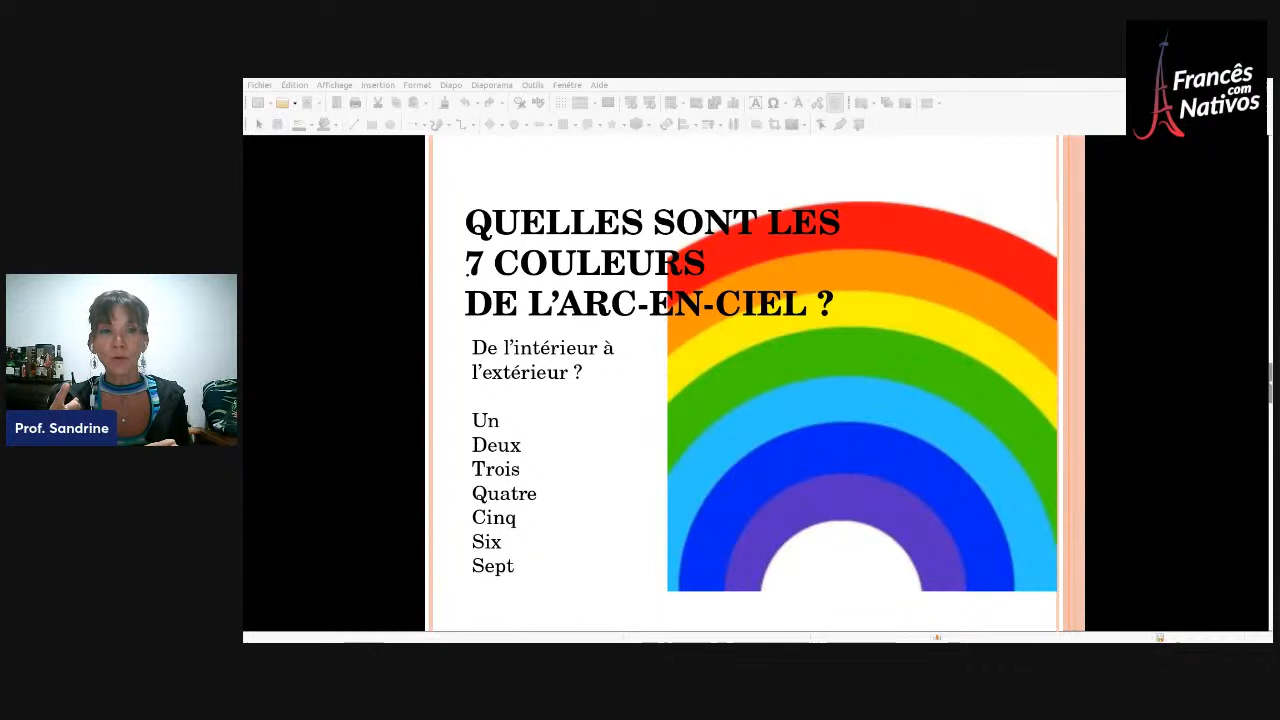 Francês
com
Nativos
Fichier Édition Affichage Insertion Format Diapo Diaporama Outils Fenêtre Aide
QUELLES SONT LES
7 COULEURS
DE L’ARC-EN-CIEL ?
De l’intérieur à
l’extérieur ?
Un
Deux
Trois
Quatre
Cinq
Six
Sept
Prof. Sandrine